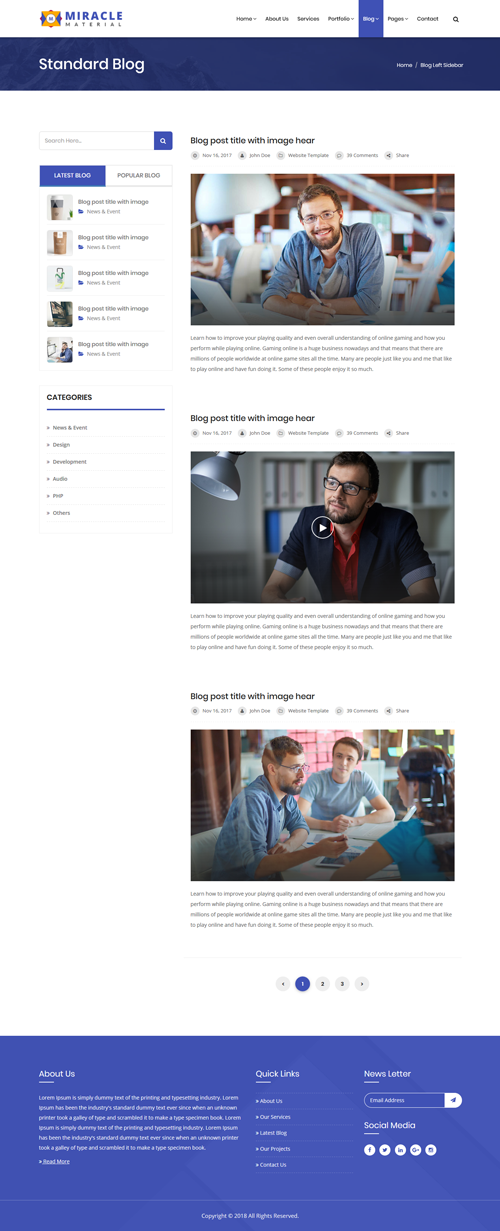 MIRACLE
MATERIAL
Home
About Us
Services
Portfolio
Blog
Pages
Contact
Standard Blog
Home / Blog Left Sidebar
Search Here...
LATEST BLOG
POPULAR BLOG
Blog post title with image
News & Event
Blog post title with image
News & Event
Blog post title with image
News & Event
Blog post title with image
News & Event
Blog post title with image
News & Event
CATEGORIES
» News & Event
» Design
» Development
» Audio
» PHP
» Others
Blog post title with image hear
Nov 16, 2017 John Doe Website Template 39 Comments Share
Learn how to improve your playing quality and even overall understanding of online gaming and how you
perform while playing online. Gaming online is a huge business nowadays and that means that there are
millions of people worldwide at online game sites all the time. Many are people just like you and me that like
to play online and have fun doing it. Some of these people enjoy it so much.
Blog post title with image hear
Nov 16, 2017 John Doe Website Template 39 Comments Share
Learn how to improve your playing quality and even overall understanding of online gaming and how you
perform while playing online. Gaming online is a huge business nowadays and that means that there are
millions of people worldwide at online game sites all the time. Many are people just like you and me that like
to play online and have fun doing it. Some of these people enjoy it so much.
Blog post title with image hear
Nov 16, 2017 John Doe Website Template 39 Comments Share
Learn how to improve your playing quality and even overall understanding of online gaming and how you
perform while playing online. Gaming online is a huge business nowadays and that means that there are
millions of people worldwide at online game sites all the time. Many are people just like you and me that like
to play online and have fun doing it. Some of these people enjoy it so much.
‹ 1 2 3 ›
About Us
Lorem Ipsum is simply dummy text of the printing and typesetting industry. Lorem
Ipsum has been the industry's standard dummy text ever since when an unknown
printer took a galley of type and scrambled it to make a type specimen book. Lorem
Ipsum is simply dummy text of the printing and typesetting industry. Lorem Ipsum
has been the industry's standard dummy text ever since when an unknown printer
took a galley of type and scrambled it to make a type specimen book.
» Read More
Quick Links
» About Us
» Our Services
» Latest Blog
» Our Projects
» Contact Us
News Letter
Email Address
Social Media
Copyright © 2018 All Rights Reserved.